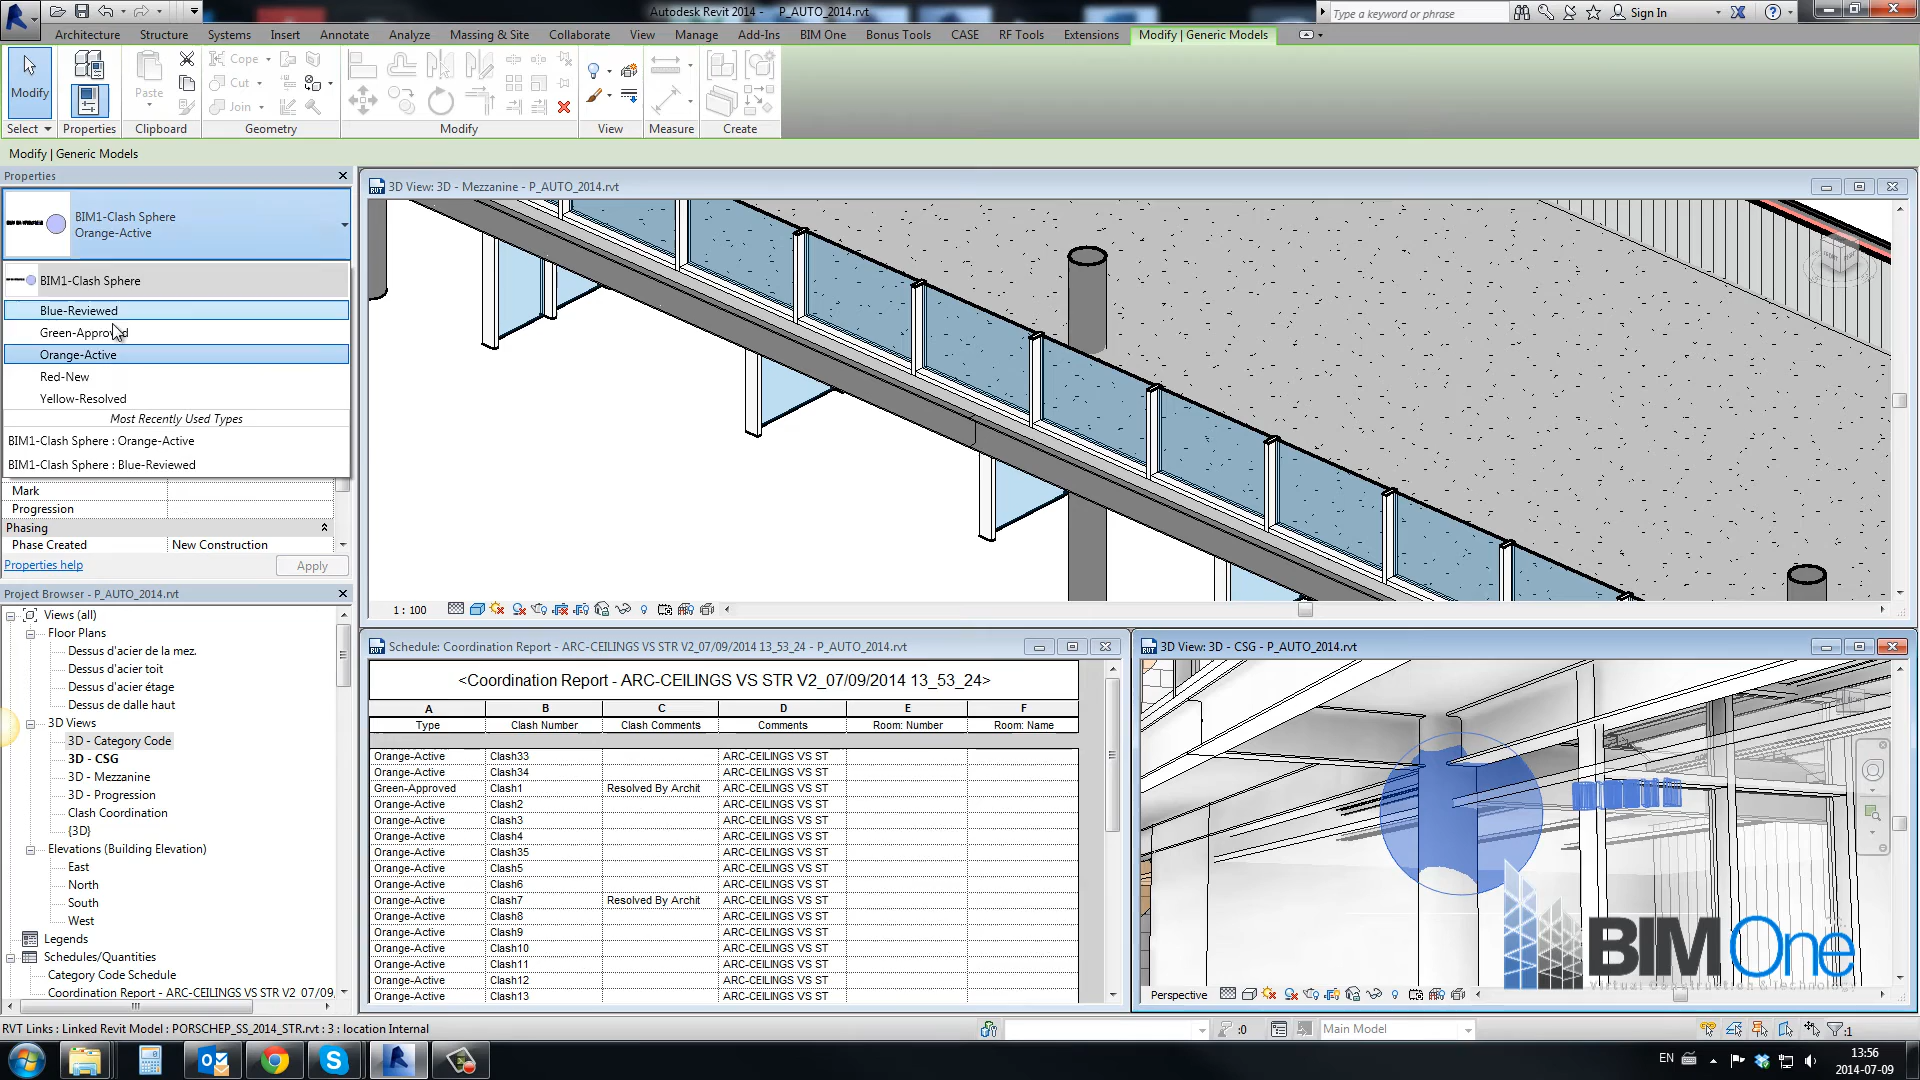 Autodesk Revit 2014 - P_AUTO_2014.rvt
Type a keyword or phrase
Sign In
Architecture Structure Systems Insert Annotate Analyze Massing & Site Collaborate View Manage Add-Ins BIM One Bonus Tools CASE RF Tools Extensions Modify | Generic Models
Modify
Paste
Cope
Cut
Join
Select Properties Clipboard Geometry Modify View Measure Create
Modify | Generic Models
Properties
BIM1-Clash Sphere
Orange-Active
BIM1-Clash Sphere
Blue-Reviewed
Green-Approved
Orange-Active
Red-New
Yellow-Resolved
Most Recently Used Types
BIM1-Clash Sphere : Orange-Active
BIM1-Clash Sphere : Blue-Reviewed
Mark
Progression
Phasing
Phase Created New Construction
Properties help
Apply
Project Browser - P_AUTO_2014.rvt
Views (all)
Floor Plans
Dessus d'acier de la mez.
Dessus d'acier toit
Dessus d'acier étage
Dessus de dalle haut
3D Views
3D - Category Code
3D - CSG
3D - Mezzanine
3D - Progression
Clash Coordination
{3D}
Elevations (Building Elevation)
East
North
South
West
Legends
Schedules/Quantities
Category Code Schedule
Coordination Report - ARC-CEILINGS VS STR V2_07/09/
3D View: 3D - Mezzanine - P_AUTO_2014.rvt
1 : 100
Schedule: Coordination Report - ARC-CEILINGS VS STR V2_07/09/2014 13_53_24 - P_AUTO_2014.rvt
<Coordination Report - ARC-CEILINGS VS STR V2_07/09/2014 13_53_24>
A B C D E F
Type Clash Number Clash Comments Comments Room: Number Room: Name
Orange-Active Clash33 ARC-CEILINGS VS ST
Orange-Active Clash34 ARC-CEILINGS VS ST
Green-Approved Clash1 Resolved By Archit ARC-CEILINGS VS ST
Orange-Active Clash2 ARC-CEILINGS VS ST
Orange-Active Clash3 ARC-CEILINGS VS ST
Orange-Active Clash4 ARC-CEILINGS VS ST
Orange-Active Clash35 ARC-CEILINGS VS ST
Orange-Active Clash5 ARC-CEILINGS VS ST
Orange-Active Clash6 ARC-CEILINGS VS ST
Orange-Active Clash7 Resolved By Archit ARC-CEILINGS VS ST
Orange-Active Clash8 ARC-CEILINGS VS ST
Orange-Active Clash9 ARC-CEILINGS VS ST
Orange-Active Clash10 ARC-CEILINGS VS ST
Orange-Active Clash11 ARC-CEILINGS VS ST
Orange-Active Clash12 ARC-CEILINGS VS ST
Orange-Active Clash13 ARC-CEILINGS VS ST
3D View: 3D - CSG - P_AUTO_2014.rvt
BIMOne
Virtual Construction & Technology
Perspective
RVT Links : Linked Revit Model : PORSCHEP_SS_2014_STR.rvt : 3 : location Internal
:0
Main Model
:1
EN
13:56
2014-07-09